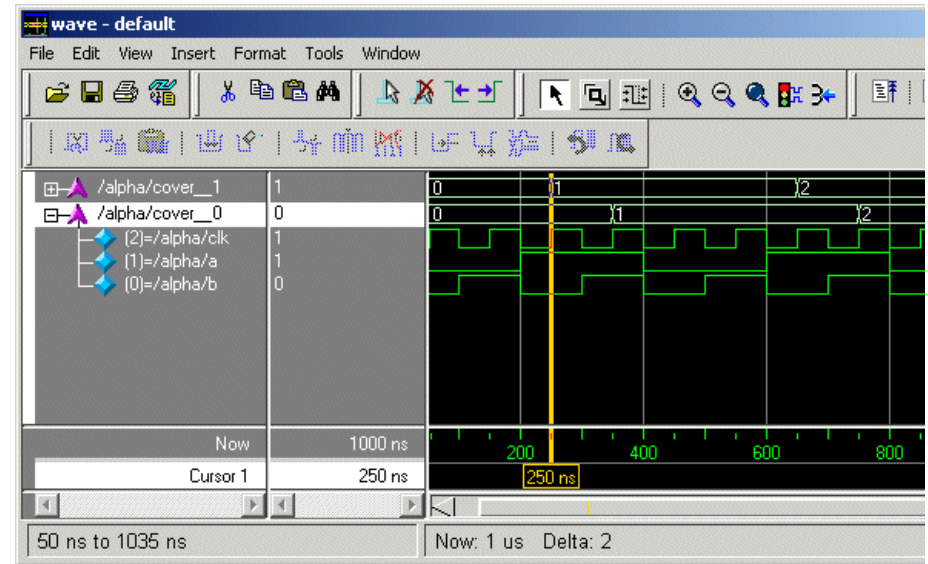 wave - default
File Edit View Insert Format Tools Window
/alpha/cover__1 1 0 1 2
/alpha/cover__0 0 0 1 2
(2)=/alpha/clk 1
(1)=/alpha/a 1
(0)=/alpha/b 0
Now 1000 ns 200 400 600 800
Cursor 1 250 ns 250 ns
50 ns to 1035 ns Now: 1 us Delta: 2